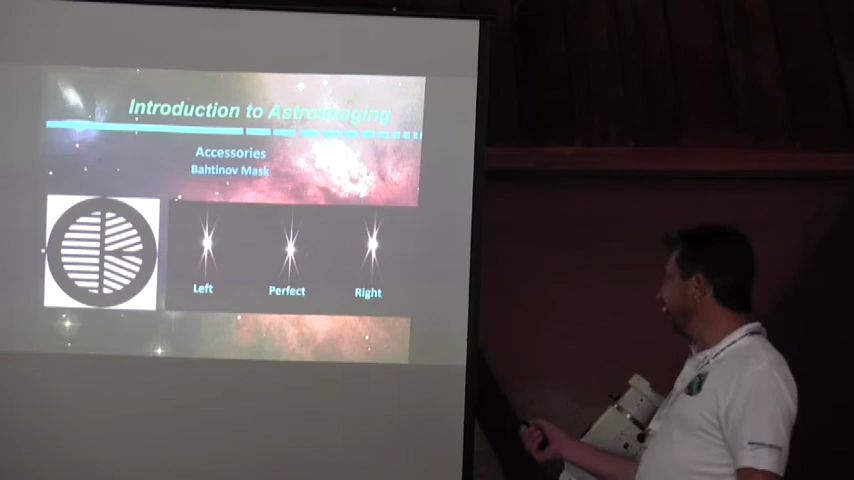 Introduction to Astroimaging
Accessories
Bahtinov Mask
Left
Perfect
Right